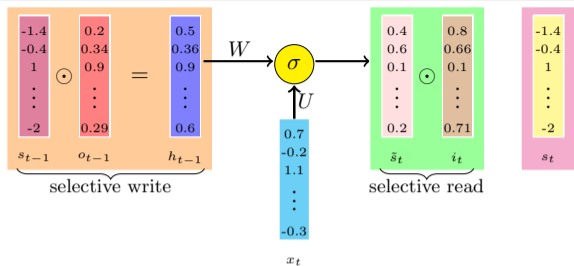 -1.4 0.2 0.5 W σ 0.4 0.8 -1.4
-0.4 0.34 0.36 0.6 0.66 -0.4
1 ⊙ 0.9 = 0.9 0.1 ⊙ 0.1 1
⋮ ⋮ ⋮ U ⋮ ⋮ ⋮
-2 0.29 0.6 0.2 0.71 -2
s_{t−1} o_{t−1} h_{t−1} s̃_t i_t s_t
selective write selective read
0.7
-0.2
1.1
⋮
-0.3
x_t